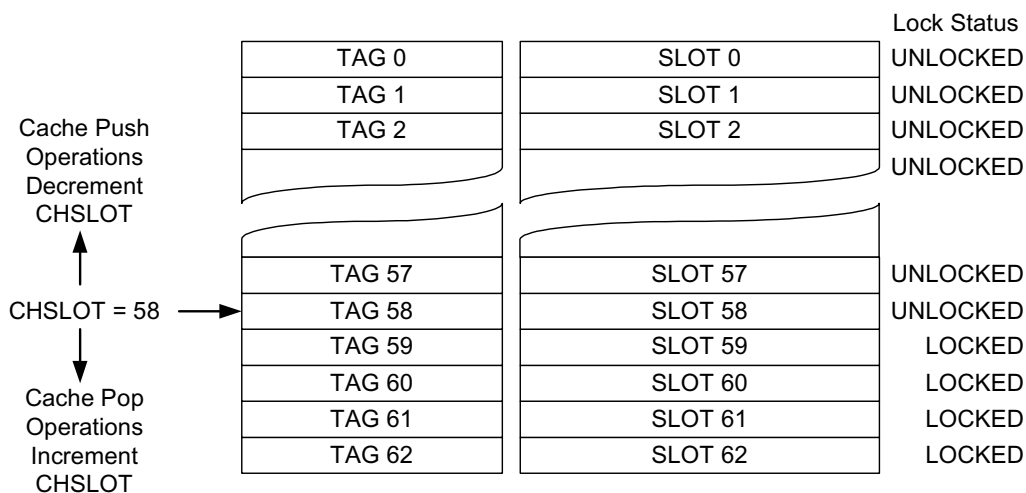 Lock Status
TAG 0 SLOT 0 UNLOCKED
TAG 1 SLOT 1 UNLOCKED
TAG 2 SLOT 2 UNLOCKED
UNLOCKED
Cache Push
Operations
Decrement
CHSLOT
TAG 57 SLOT 57 UNLOCKED
CHSLOT = 58 TAG 58 SLOT 58 UNLOCKED
TAG 59 SLOT 59 LOCKED
TAG 60 SLOT 60 LOCKED
TAG 61 SLOT 61 LOCKED
TAG 62 SLOT 62 LOCKED
Cache Pop
Operations
Increment
CHSLOT